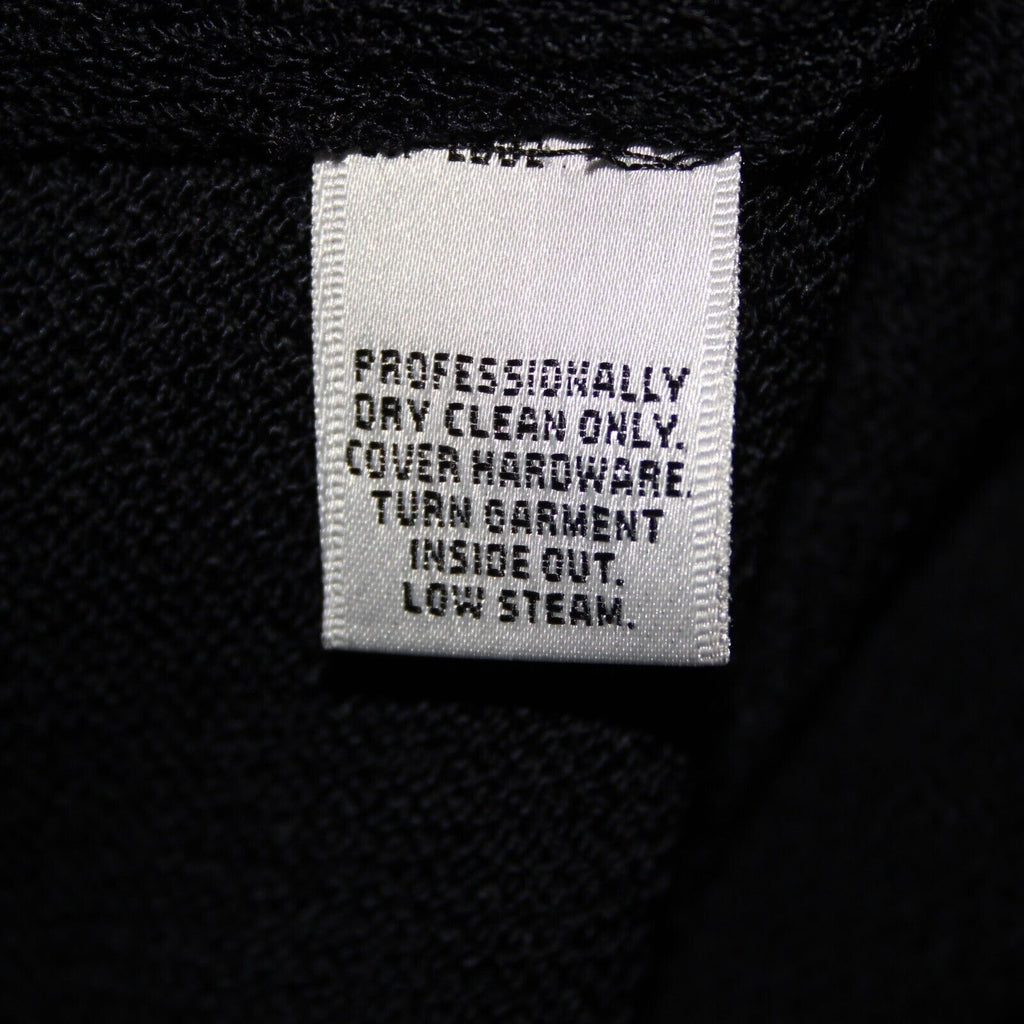 PROFESSIONALLY
DRY CLEAN ONLY.
COVER HARDWARE.
TURN GARMENT
INSIDE OUT.
LOW STEAM.